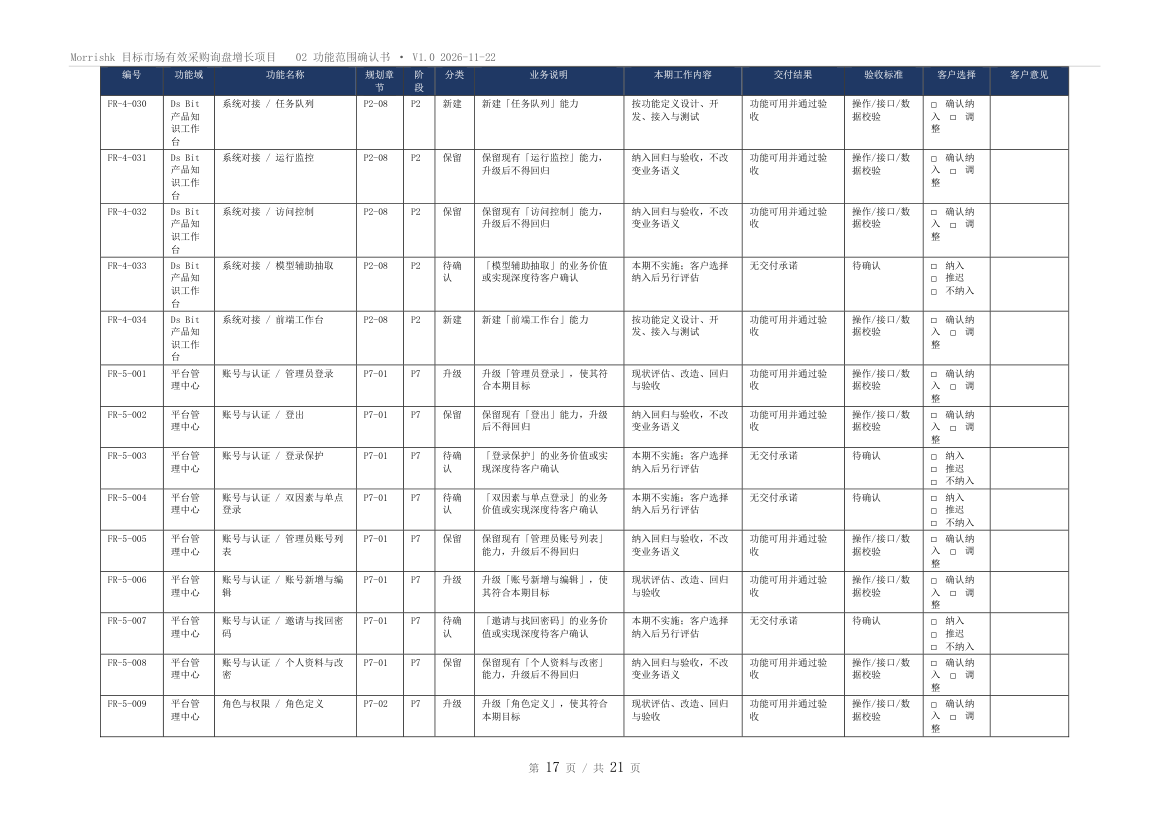 Morrishk 目标市场有效采购询盘增长项目 02 功能范围确认书 • V1.0 2026-11-22
编号 功能域 功能名称 规划章节 阶段 分类 业务说明 本期工作内容 交付结果 验收标准 客户选择 客户意见
FR-4-030 Ds Bit 产品知识工作台 系统对接 / 任务队列 P2-08 P2 新建 新建「任务队列」能力 按功能定义设计、开发、接入与测试 功能可用并通过验收 操作/接口/数据校验 □ 确认纳入 □ 调整
FR-4-031 Ds Bit 产品知识工作台 系统对接 / 运行监控 P2-08 P2 保留 保留现有「运行监控」能力，升级后不得回归 纳入回归与验收，不改变业务语义 功能可用并通过验收 操作/接口/数据校验 □ 确认纳入 □ 调整
FR-4-032 Ds Bit 产品知识工作台 系统对接 / 访问控制 P2-08 P2 保留 保留现有「访问控制」能力，升级后不得回归 纳入回归与验收，不改变业务语义 功能可用并通过验收 操作/接口/数据校验 □ 确认纳入 □ 调整
FR-4-033 Ds Bit 产品知识工作台 系统对接 / 模型辅助抽取 P2-08 P2 待确认 「模型辅助抽取」的业务价值或实现深度待客户确认 本期不实施；客户选择纳入后另行评估 无交付承诺 待确认 □ 纳入 □ 推迟 □ 不纳入
FR-4-034 Ds Bit 产品知识工作台 系统对接 / 前端工作台 P2-08 P2 新建 新建「前端工作台」能力 按功能定义设计、开发、接入与测试 功能可用并通过验收 操作/接口/数据校验 □ 确认纳入 □ 调整
FR-5-001 平台管理中心 账号与认证 / 管理员登录 P7-01 P7 升级 升级「管理员登录」，使其符合本期目标 现状评估、改造、回归与验收 功能可用并通过验收 操作/接口/数据校验 □ 确认纳入 □ 调整
FR-5-002 平台管理中心 账号与认证 / 登出 P7-01 P7 保留 保留现有「登出」能力，升级后不得回归 纳入回归与验收，不改变业务语义 功能可用并通过验收 操作/接口/数据校验 □ 确认纳入 □ 调整
FR-5-003 平台管理中心 账号与认证 / 登录保护 P7-01 P7 待确认 「登录保护」的业务价值或实现深度待客户确认 本期不实施；客户选择纳入后另行评估 无交付承诺 待确认 □ 纳入 □ 推迟 □ 不纳入
FR-5-004 平台管理中心 账号与认证 / 双因素与单点登录 P7-01 P7 待确认 「双因素与单点登录」的业务价值或实现深度待客户确认 本期不实施；客户选择纳入后另行评估 无交付承诺 待确认 □ 纳入 □ 推迟 □ 不纳入
FR-5-005 平台管理中心 账号与认证 / 管理员账号列表 P7-01 P7 保留 保留现有「管理员账号列表」能力，升级后不得回归 纳入回归与验收，不改变业务语义 功能可用并通过验收 操作/接口/数据校验 □ 确认纳入 □ 调整
FR-5-006 平台管理中心 账号与认证 / 账号新增与编辑 P7-01 P7 升级 升级「账号新增与编辑」，使其符合本期目标 现状评估、改造、回归与验收 功能可用并通过验收 操作/接口/数据校验 □ 确认纳入 □ 调整
FR-5-007 平台管理中心 账号与认证 / 邀请与找回密码 P7-01 P7 待确认 「邀请与找回密码」的业务价值或实现深度待客户确认 本期不实施；客户选择纳入后另行评估 无交付承诺 待确认 □ 纳入 □ 推迟 □ 不纳入
FR-5-008 平台管理中心 账号与认证 / 个人资料与改密 P7-01 P7 保留 保留现有「个人资料与改密」能力，升级后不得回归 纳入回归与验收，不改变业务语义 功能可用并通过验收 操作/接口/数据校验 □ 确认纳入 □ 调整
FR-5-009 平台管理中心 角色与权限 / 角色定义 P7-02 P7 升级 升级「角色定义」，使其符合本期目标 现状评估、改造、回归与验收 功能可用并通过验收 操作/接口/数据校验 □ 确认纳入 □ 调整
第 17 页 / 共 21 页